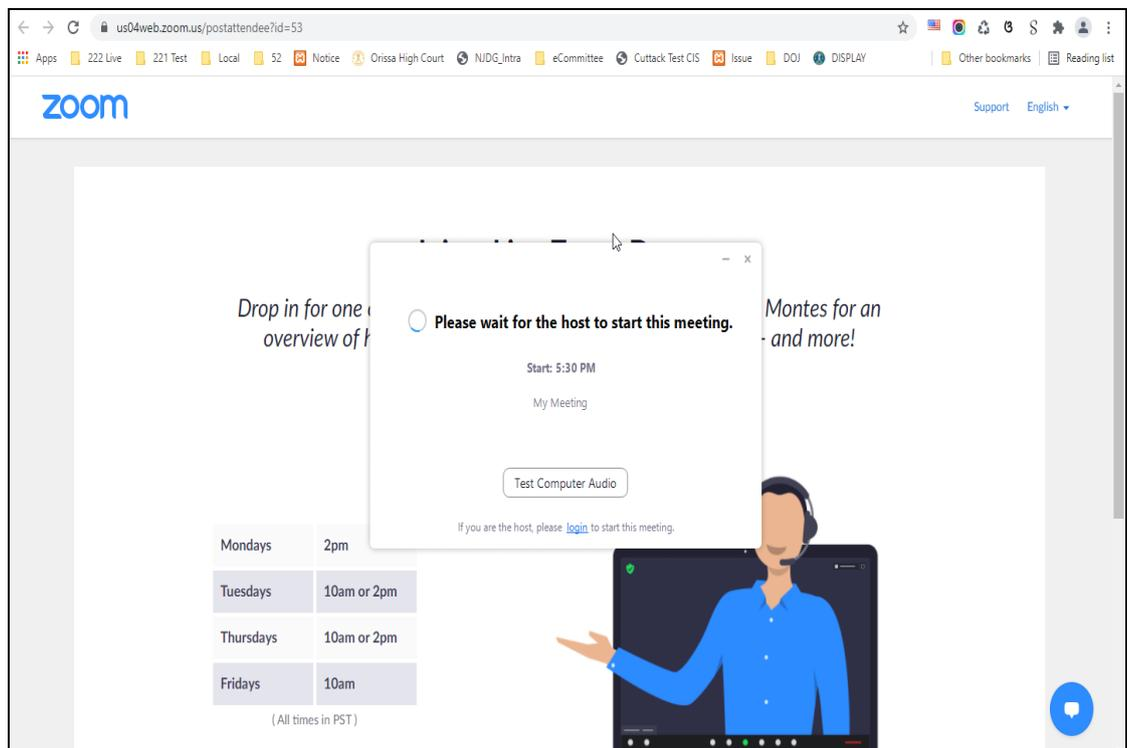 us04web.zoom.us/postattendee?id=53
Apps 222 Live 221 Test Local 52 Notice Orissa High Court NJDG_Intra eCommittee Cuttack Test CIS Issue DOJ DISPLAY Other bookmarks Reading list
zoom Support English
Please wait for the host to start this meeting.
Start: 5:30 PM
My Meeting
Test Computer Audio
If you are the host, please login to start this meeting.
Drop in for one Montes for an
overview of - and more!
Mondays 2pm
Tuesdays 10am or 2pm
Thursdays 10am or 2pm
Fridays 10am
( All times in PST )